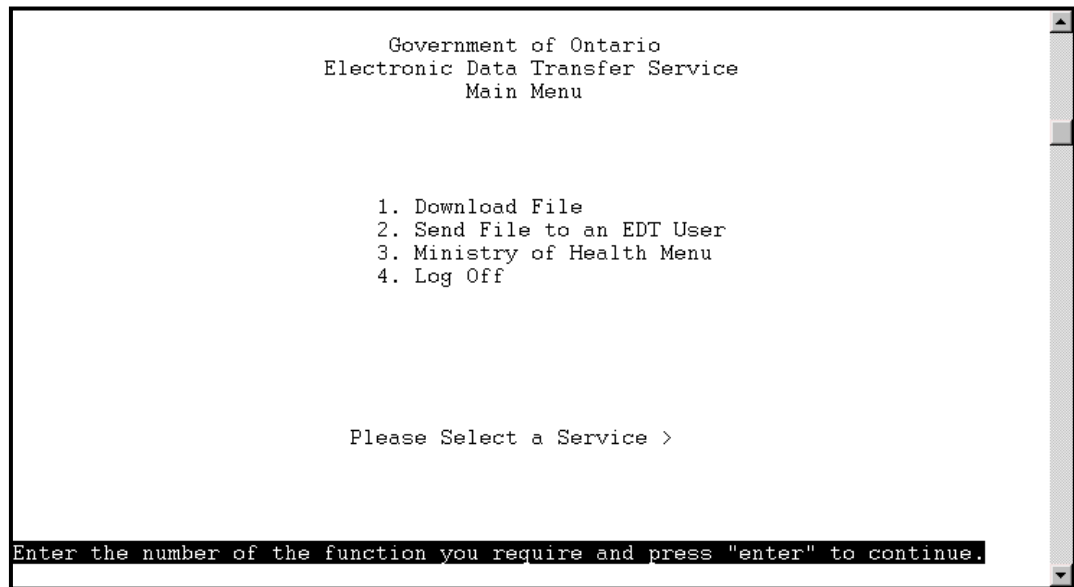 Government of Ontario
Electronic Data Transfer Service
Main Menu
1. Download File
2. Send File to an EDT User
3. Ministry of Health Menu
4. Log Off
Please Select a Service >
Enter the number of the function you require and press "enter" to continue.